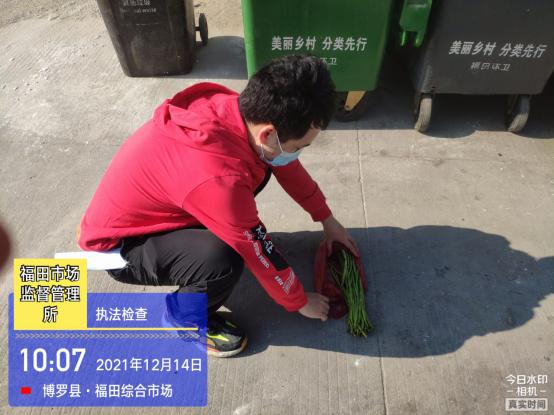 美丽乡村 分类先行
美丽乡村 分类先行
福田市场
监督管理
所
执法检查
10:07
2021年12月14日
博罗县·福田综合市场
今日水印
相机
真实时间